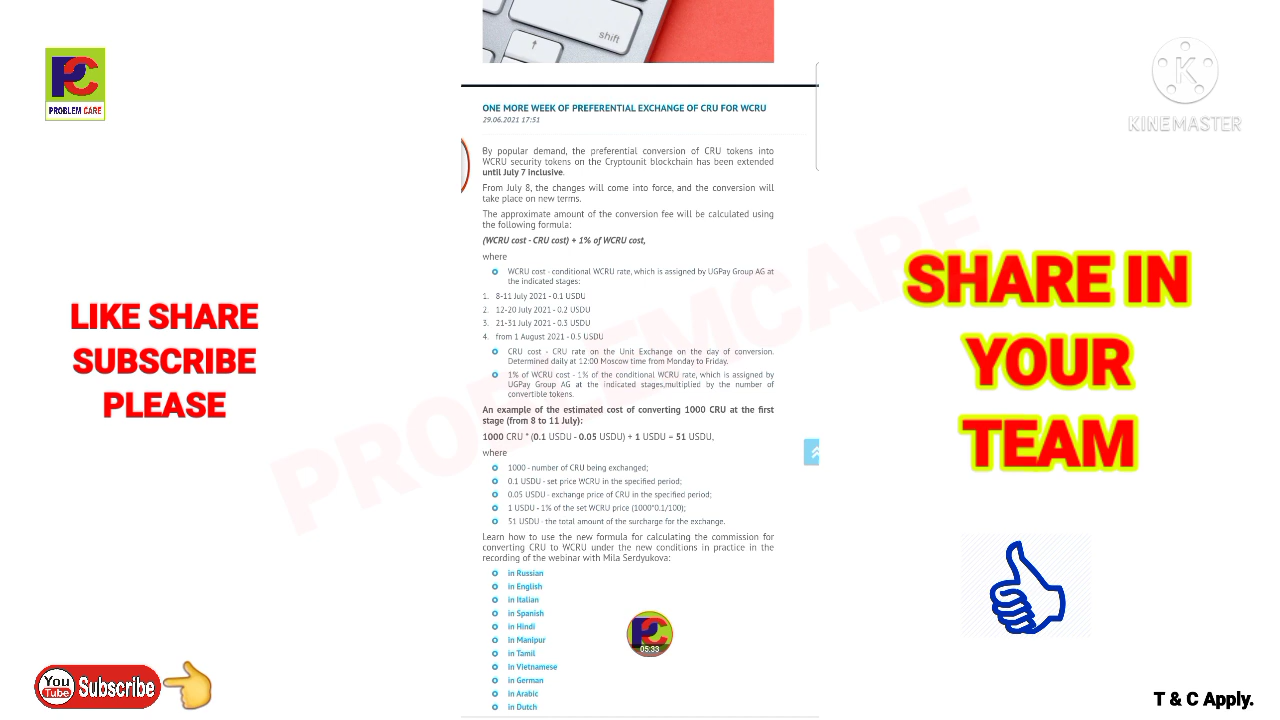 shift
PC
PROBLEM CARE
K
KINEMASTER
ONE MORE WEEK OF PREFERENTIAL EXCHANGE OF CRU FOR WCRU
29.06.2021 17:51
By popular demand, the preferential conversion of CRU tokens into
WCRU security tokens on the Cryptounit blockchain has been extended
until July 7 inclusive.
From July 8, the changes will come into force, and the conversion will
take place on new terms.
The approximate amount of the conversion fee will be calculated using
the following formula:
(WCRU cost - CRU cost) + 1% of WCRU cost,
where
WCRU cost - conditional WCRU rate, which is assigned by UGPay Group AG at
the indicated stages:
1. 8-11 July 2021 - 0.1 USDU
2. 12-20 July 2021 - 0.2 USDU
3. 21-31 July 2021 - 0.3 USDU
4. from 1 August 2021 - 0.5 USDU
CRU cost - CRU rate on the Unit Exchange on the day of conversion.
Determined daily at 12:00 Moscow time from Monday to Friday.
1% of WCRU cost - 1% of the conditional WCRU rate, which is assigned by
UGPay Group AG at the indicated stages,multiplied by the number of
convertible tokens.
An example of the estimated cost of converting 1000 CRU at the first
stage (from 8 to 11 July):
1000 CRU * (0.1 USDU - 0.05 USDU) + 1 USDU = 51 USDU,
where
1000 - number of CRU being exchanged;
0.1 USDU - set price WCRU in the specified period;
0.05 USDU - exchange price of CRU in the specified period;
1 USDU - 1% of the set WCRU price (1000*0.1/100);
51 USDU - the total amount of the surcharge for the exchange.
Learn how to use the new formula for calculating the commission for
converting CRU to WCRU under the new conditions in practice in the
recording of the webinar with Mila Serdyukova:
in Russian
in English
in Italian
in Spanish
in Hindi
in Manipur
in Tamil
in Vietnamese
in German
in Arabic
in Dutch
PC
05:33
PROBLEMCARE
LIKE SHARE
SUBSCRIBE
PLEASE
SHARE IN
YOUR
TEAM
You
Tube
Subscribe
T & C Apply.